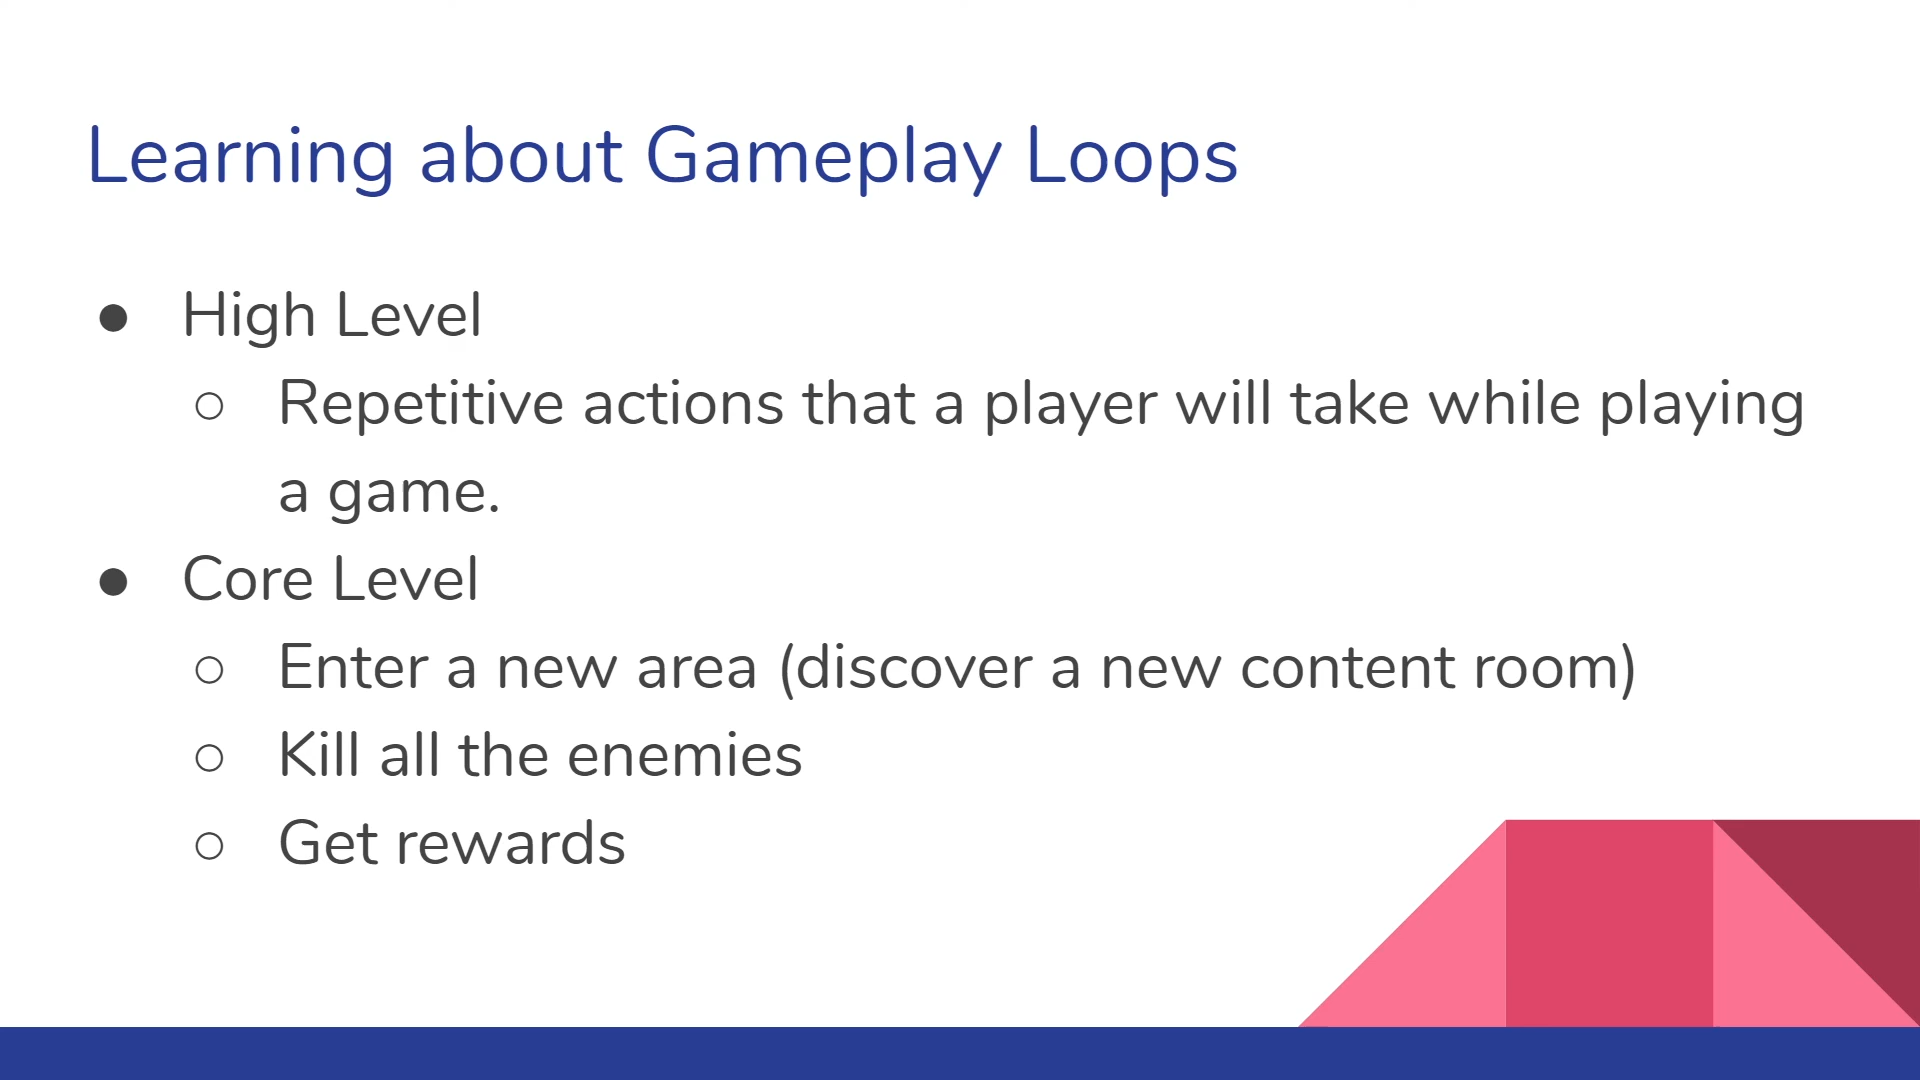 Learning about Gameplay Loops
● High Level
○ Repetitive actions that a player will take while playing
a game.
● Core Level
○ Enter a new area (discover a new content room)
○ Kill all the enemies
○ Get rewards